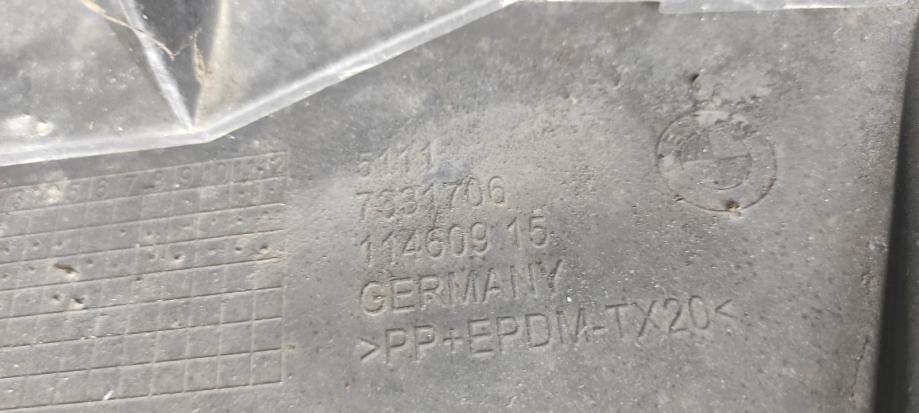 5111
7331706
114609 15
GERMANY
>PP+EPDM-TX20<